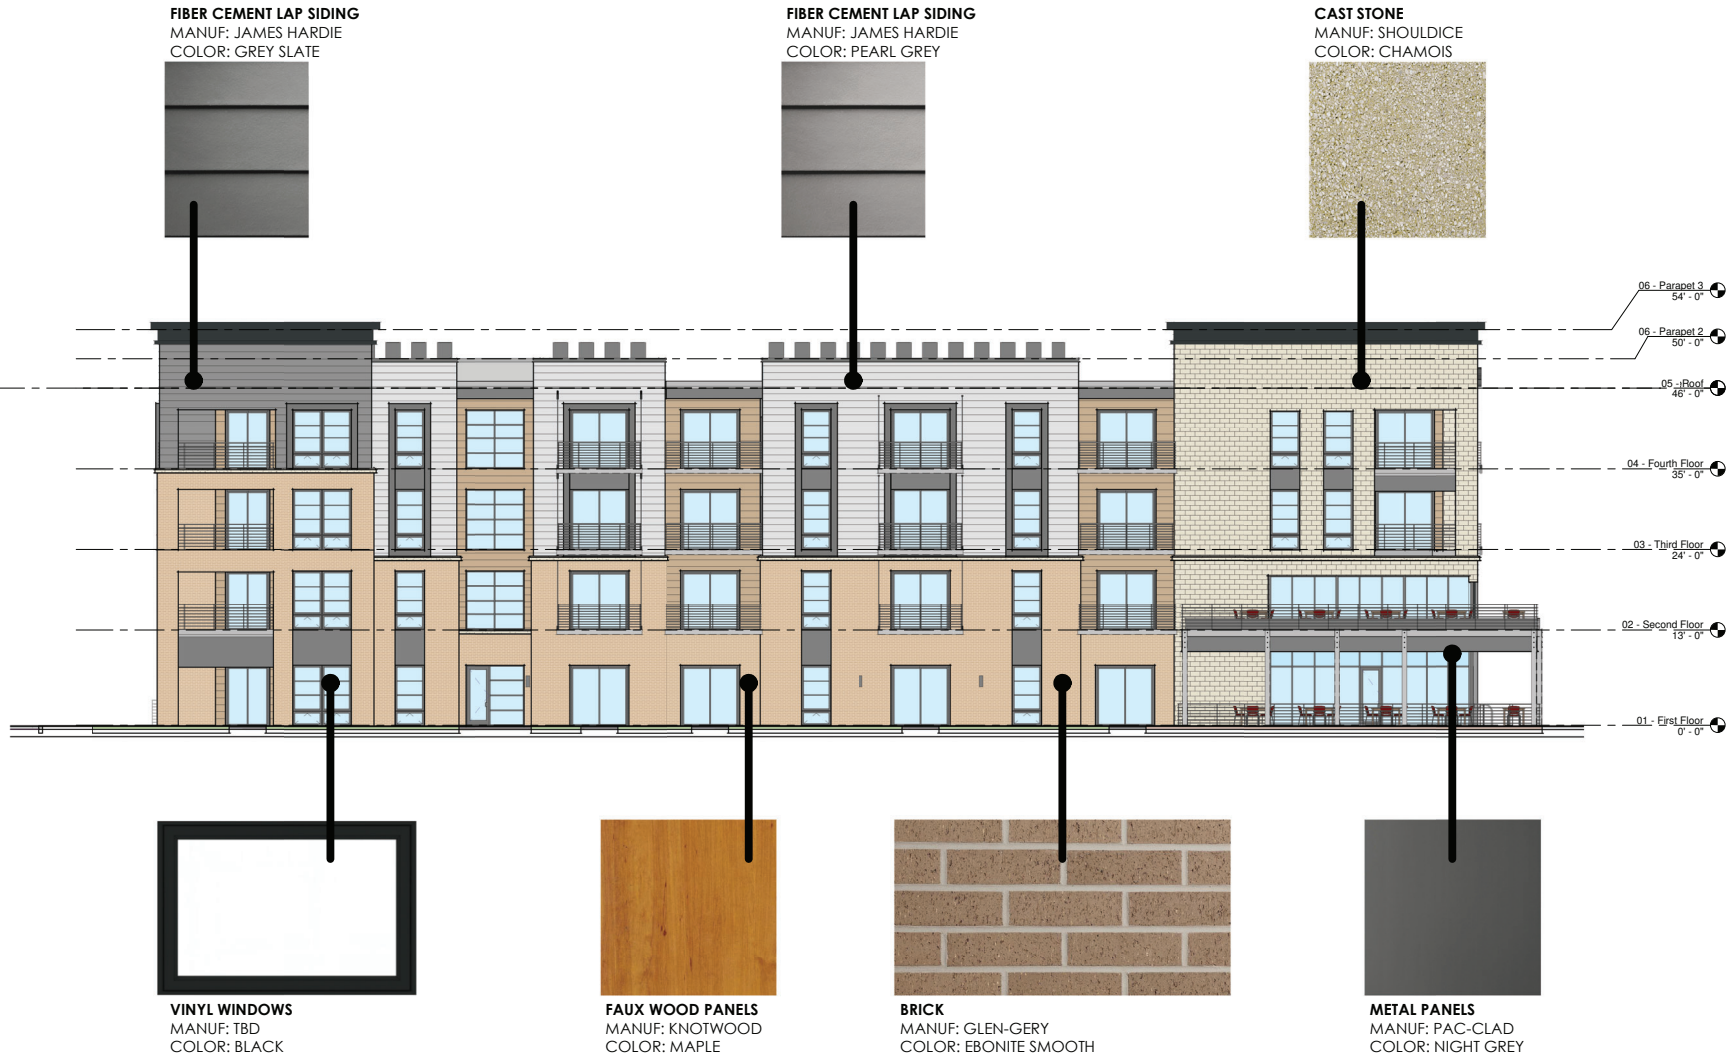 FIBER CEMENT LAP SIDING
MANUF: JAMES HARDIE
COLOR: GREY SLATE
FIBER CEMENT LAP SIDING
MANUF: JAMES HARDIE
COLOR: PEARL GREY
CAST STONE
MANUF: SHOULDICE
COLOR: CHAMOIS
06 - Parapet 3
54' - 0"
06 - Parapet 2
50' - 0"
05 - Roof
46' - 0"
04 - Fourth Floor
35' - 0"
03 - Third Floor
24' - 0"
02 - Second Floor
13' - 0"
01 - First Floor
0' - 0"
VINYL WINDOWS
MANUF: TBD
COLOR: BLACK
FAUX WOOD PANELS
MANUF: KNOTWOOD
COLOR: MAPLE
BRICK
MANUF: GLEN-GERY
COLOR: EBONITE SMOOTH
METAL PANELS
MANUF: PAC-CLAD
COLOR: NIGHT GREY